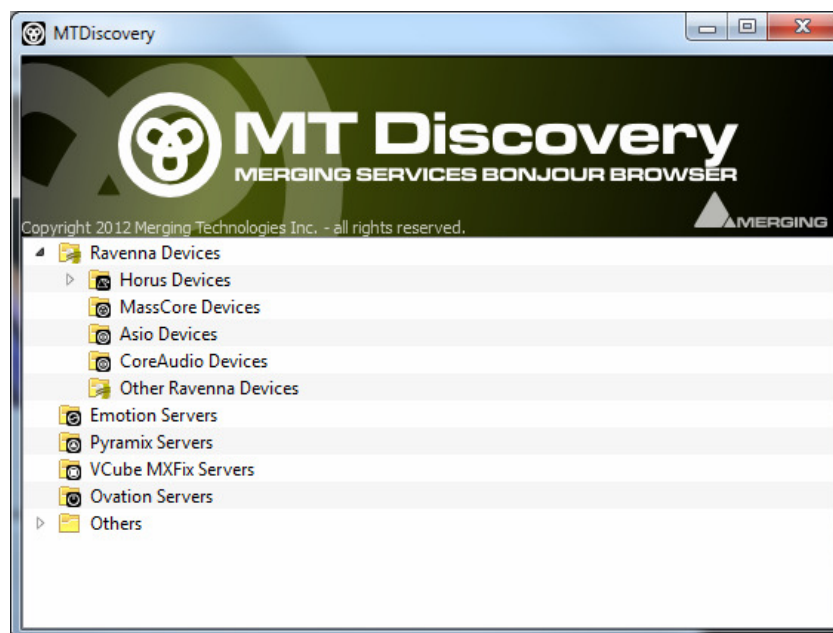 MTDiscovery
MT Discovery
MERGING SERVICES BONJOUR BROWSER
MERGING
Copyright 2012 Merging Technologies Inc. - all rights reserved.
Ravenna Devices
Horus Devices
MassCore Devices
Asio Devices
CoreAudio Devices
Other Ravenna Devices
Emotion Servers
Pyramix Servers
VCube MXFix Servers
Ovation Servers
Others